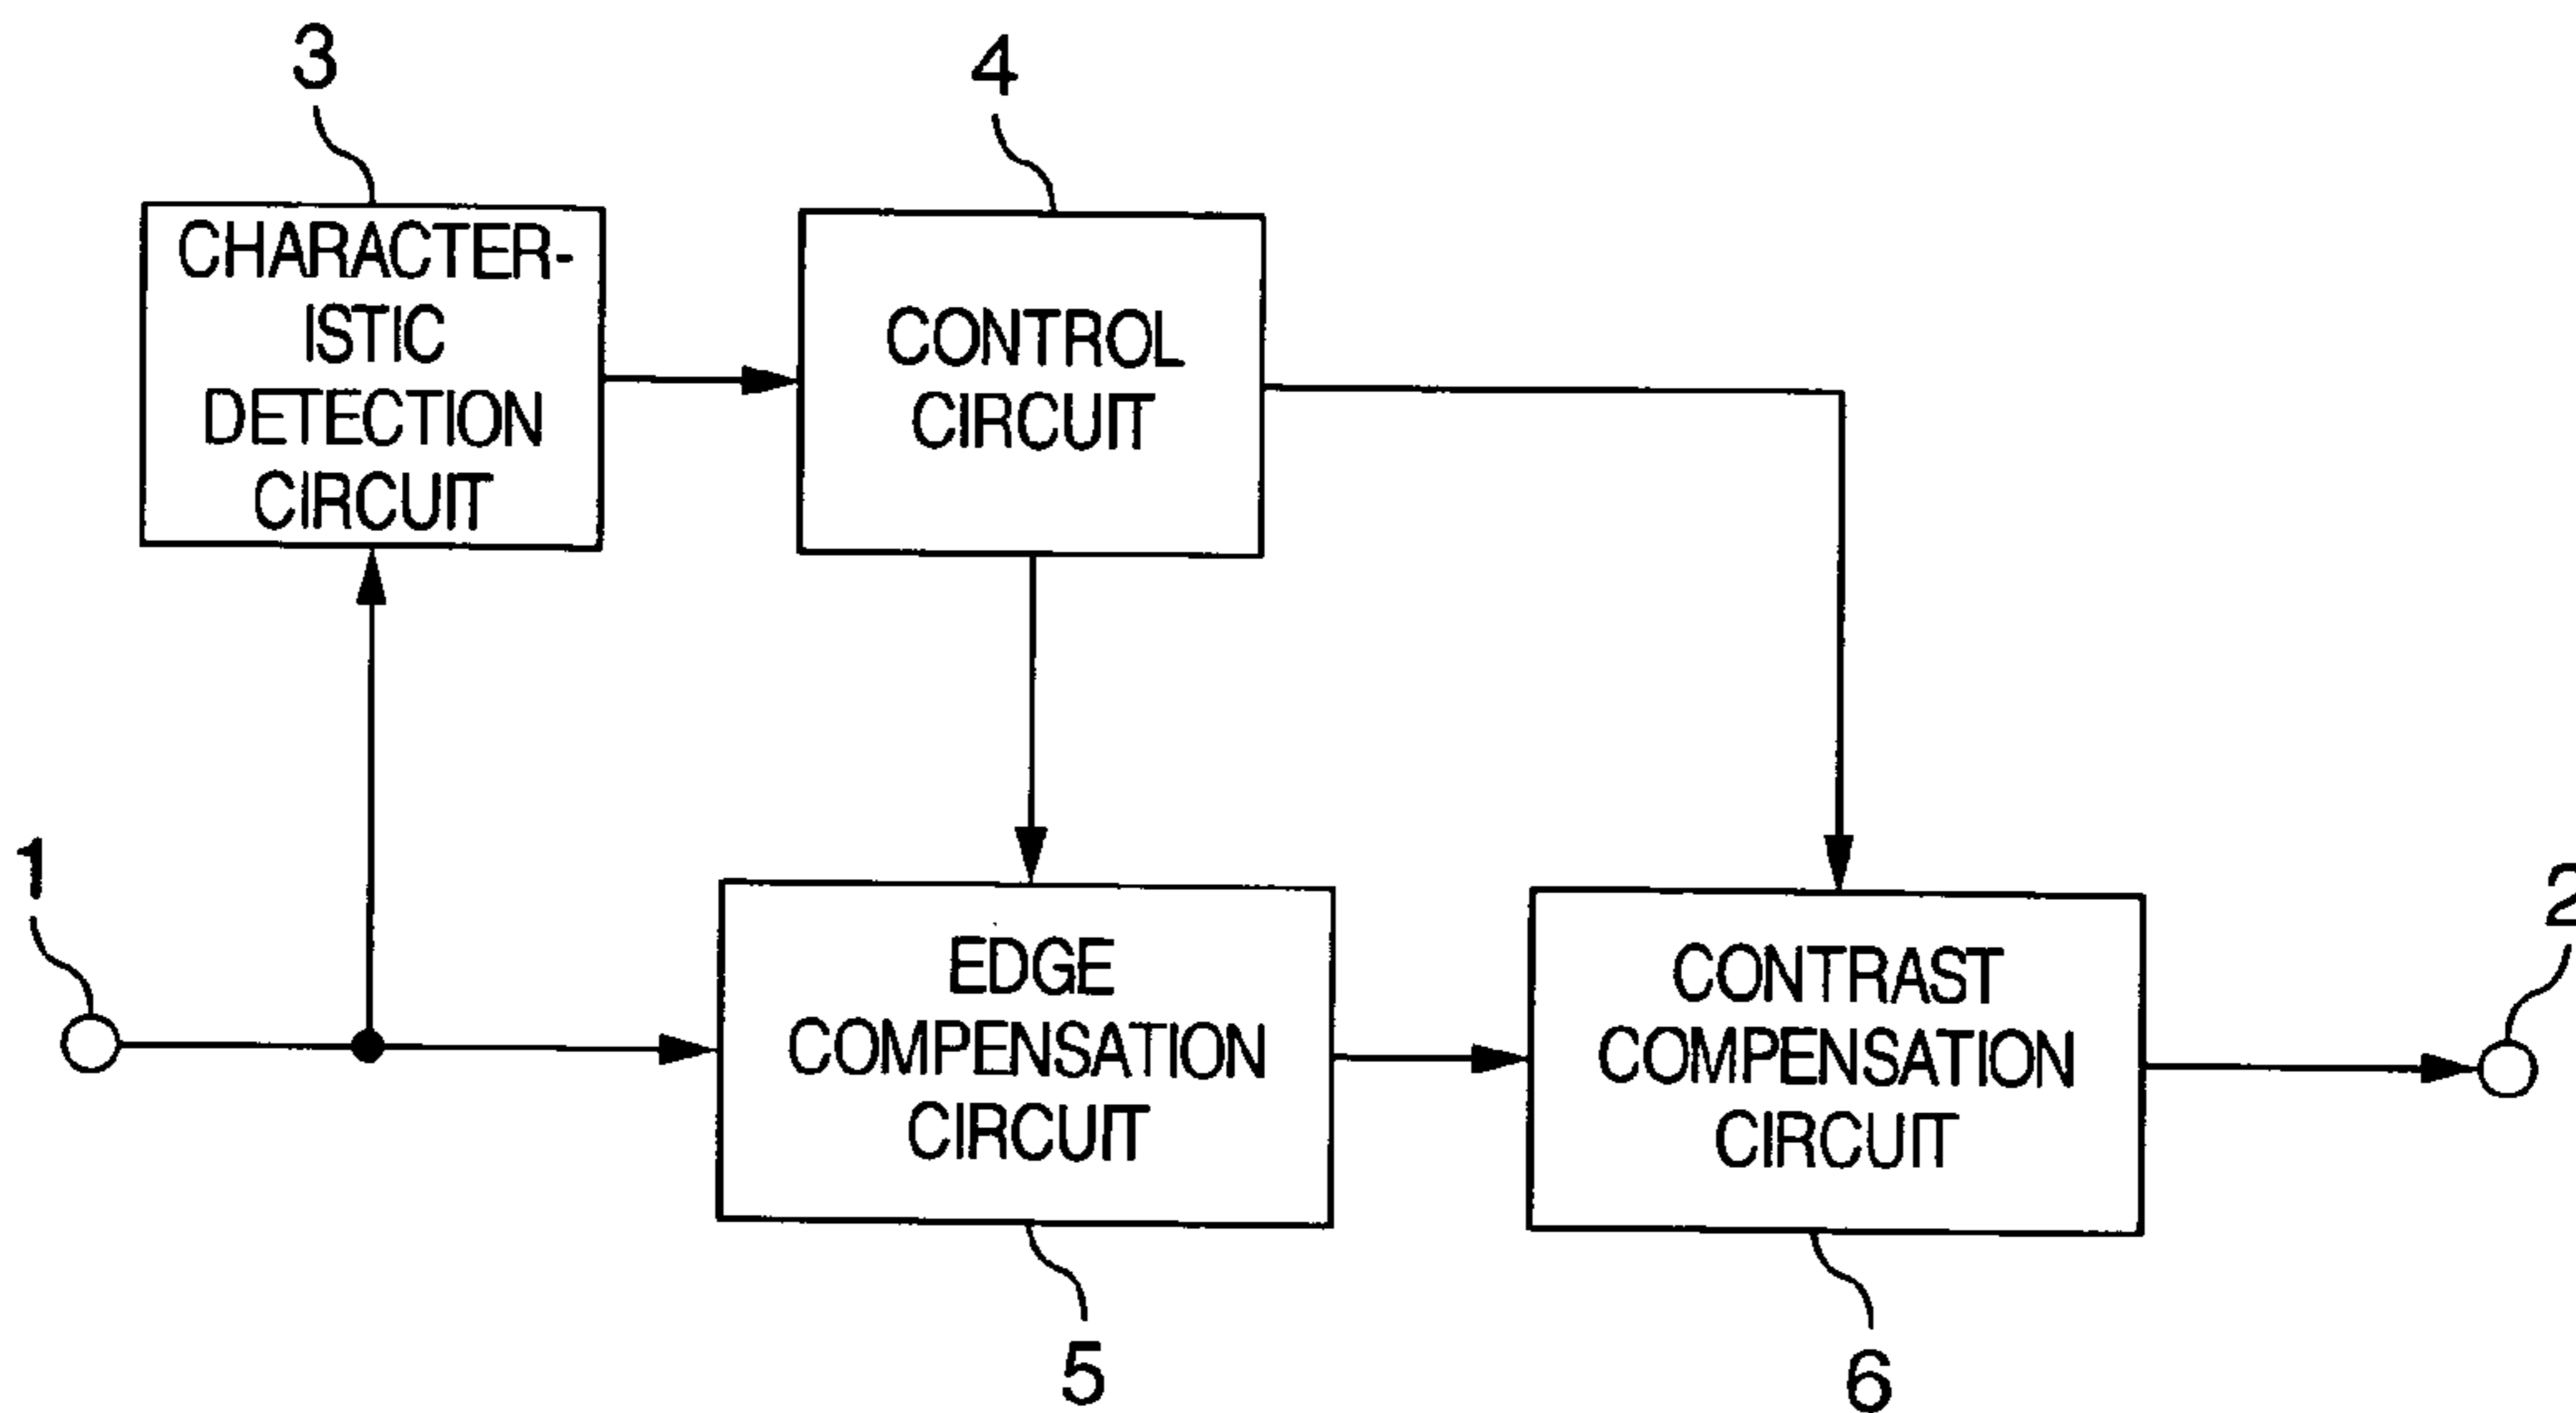 3
4
CHARACTER-
ISTIC
DETECTION
CIRCUIT
CONTROL
CIRCUIT
1
2
EDGE
COMPENSATION
CIRCUIT
CONTRAST
COMPENSATION
CIRCUIT
5
6